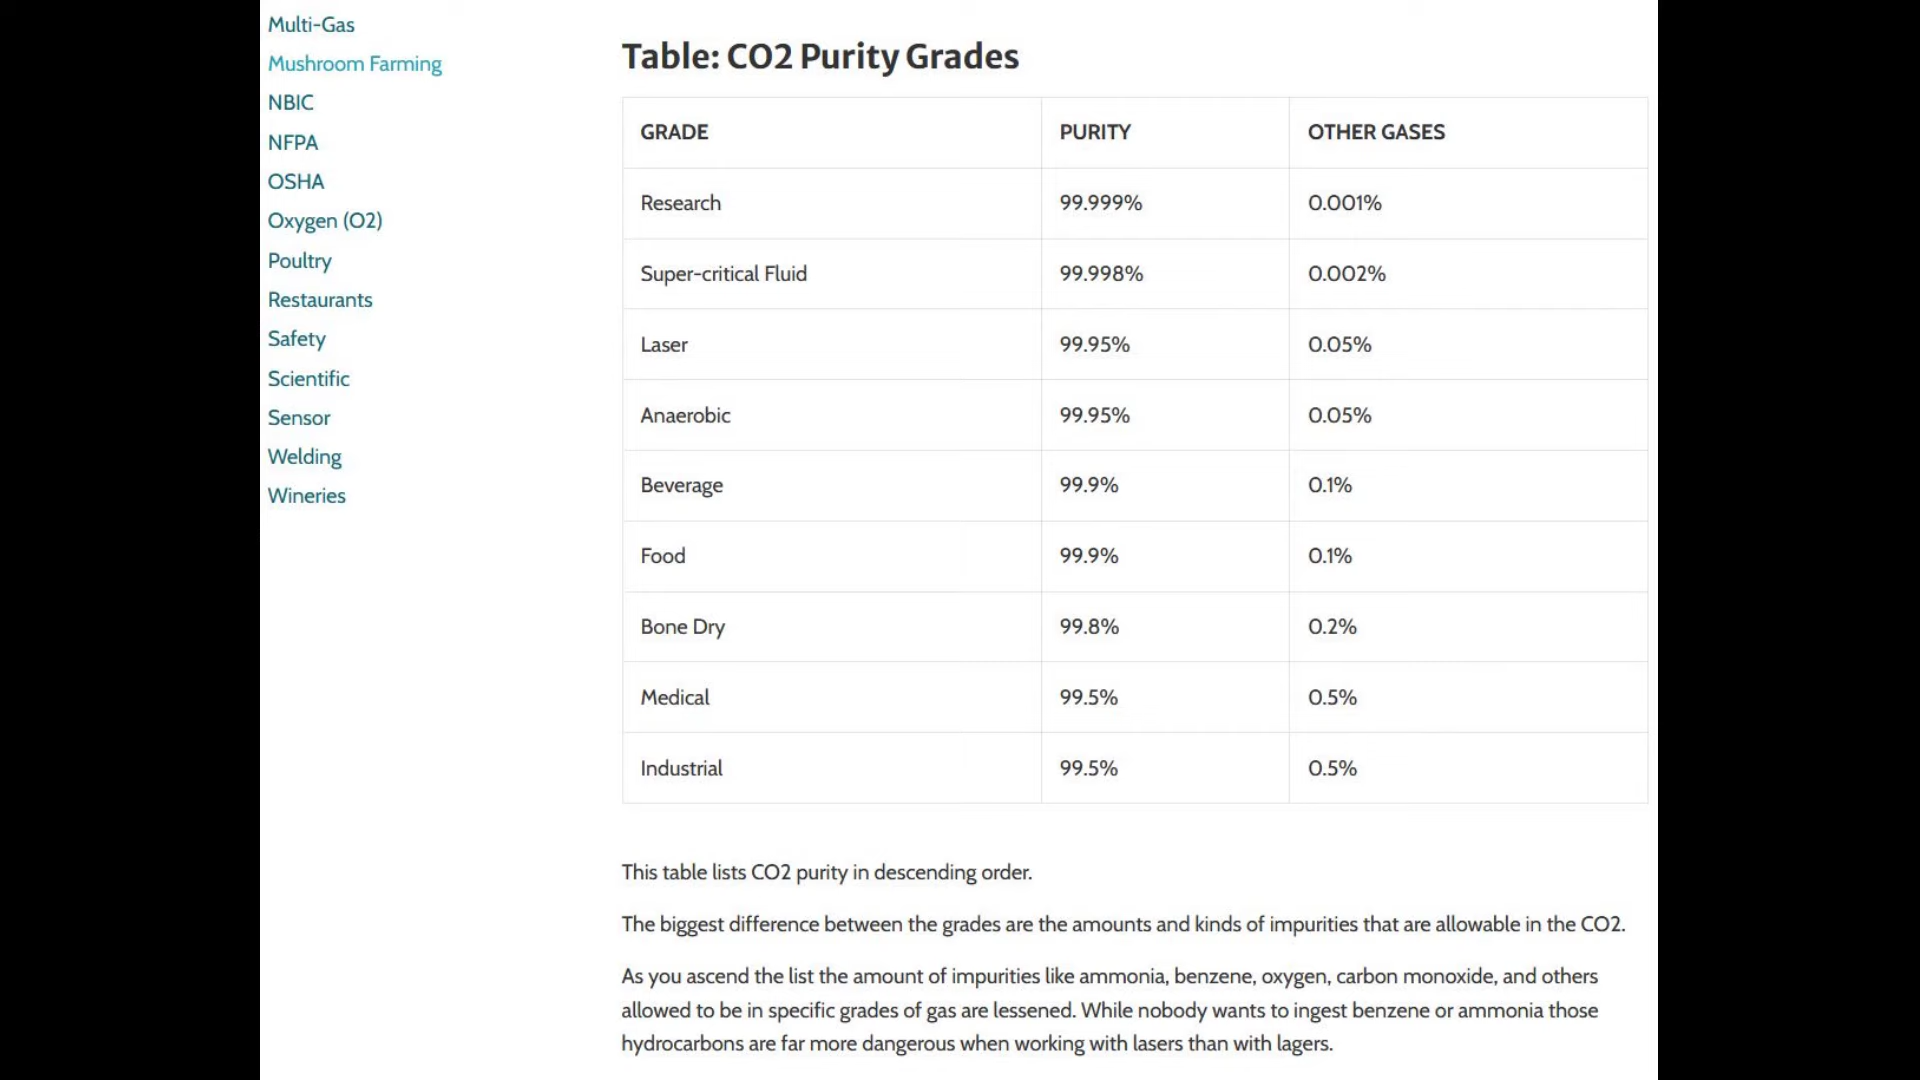 Multi-Gas
Mushroom Farming
NBIC
NFPA
OSHA
Oxygen (O2)
Poultry
Restaurants
Safety
Scientific
Sensor
Welding
Wineries
Table: CO2 Purity Grades
GRADE PURITY OTHER GASES
Research 99.999% 0.001%
Super-critical Fluid 99.998% 0.002%
Laser 99.95% 0.05%
Anaerobic 99.95% 0.05%
Beverage 99.9% 0.1%
Food 99.9% 0.1%
Bone Dry 99.8% 0.2%
Medical 99.5% 0.5%
Industrial 99.5% 0.5%
This table lists CO2 purity in descending order.
The biggest difference between the grades are the amounts and kinds of impurities that are allowable in the CO2.
As you ascend the list the amount of impurities like ammonia, benzene, oxygen, carbon monoxide, and others
allowed to be in specific grades of gas are lessened. While nobody wants to ingest benzene or ammonia those
hydrocarbons are far more dangerous when working with lasers than with lagers.